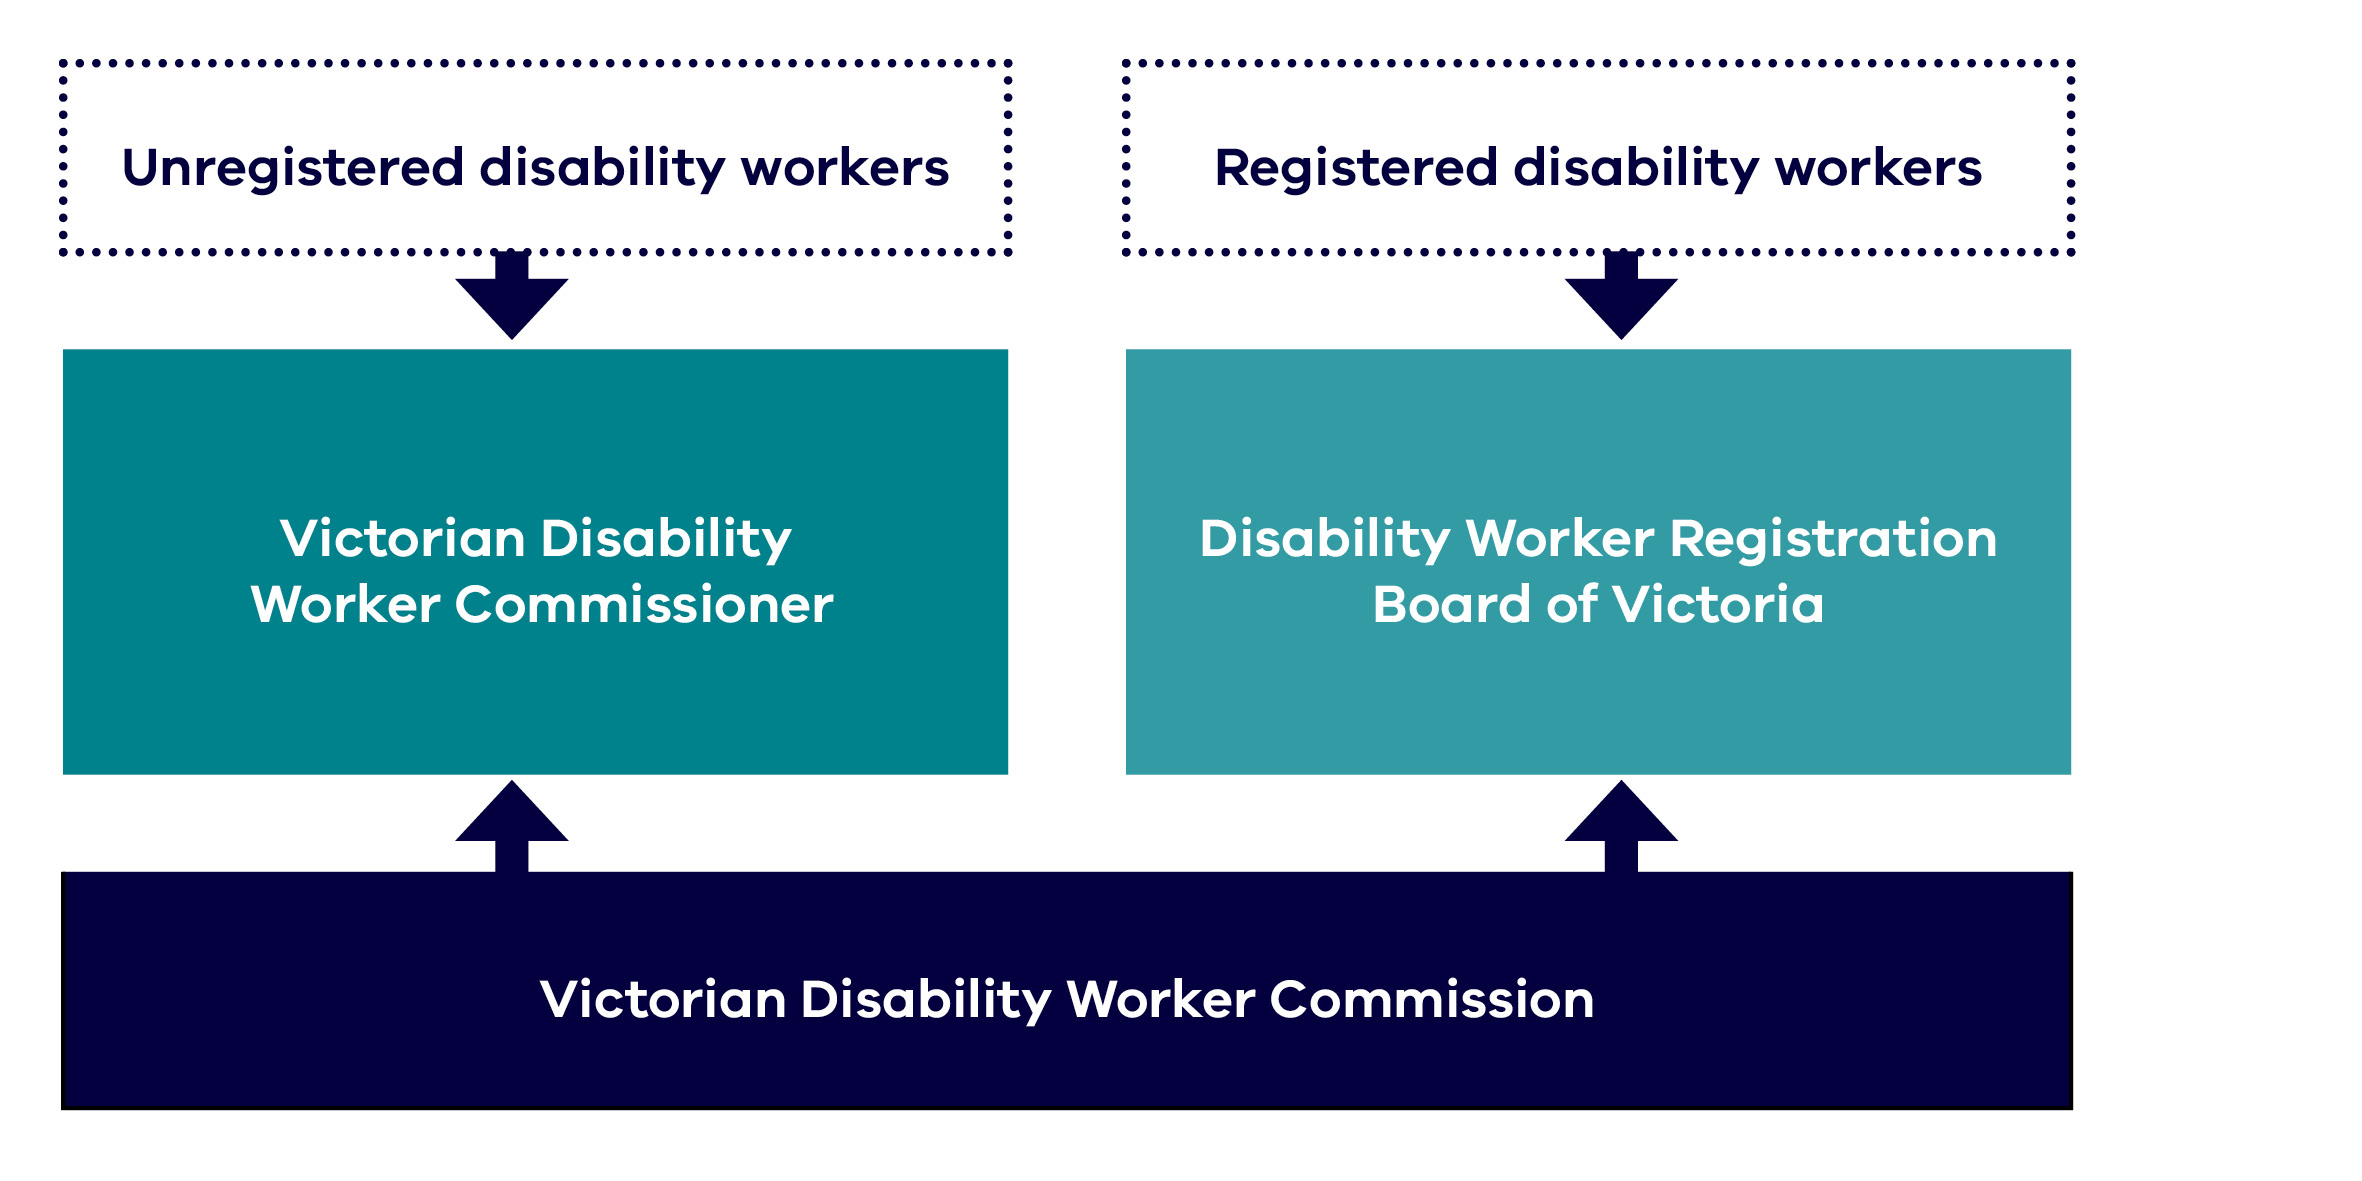 Unregistered disability workers
Registered disability workers
Victorian Disability
Worker Commissioner
Disability Worker Registration
Board of Victoria
Victorian Disability Worker Commission